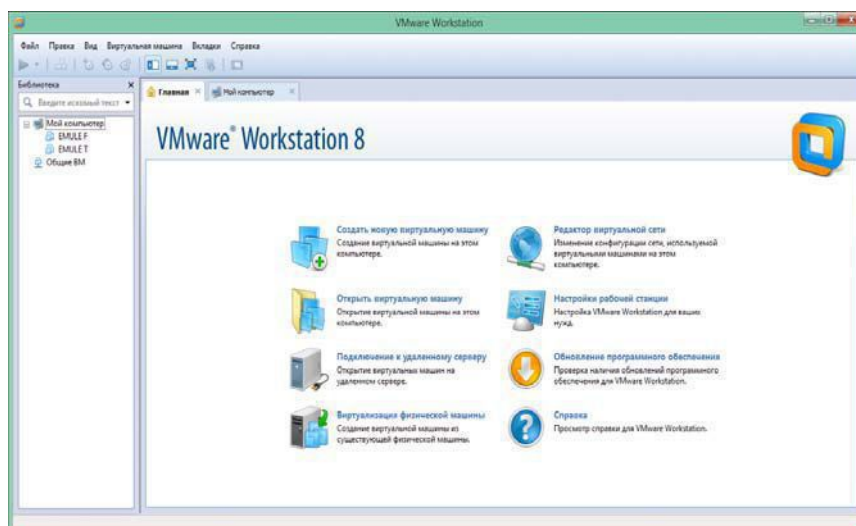 VMware Workstation
Файл Правка Вид Виртуальная машина Вкладки Справка
Библиотека
Введите искомый текст
Мой компьютер
EMULE F
EMULE T
Общие ВМ
Главная Мой компьютер
VMware® Workstation 8
Создать новую виртуальную машину
Создание виртуальной машины на этом
компьютере.
Открыть виртуальную машину
Открытие виртуальной машины на этом
компьютере.
Подключение к удаленному серверу
Открытие виртуальных машин на
удаленном сервере.
Виртуализация физической машины
Создание виртуальной машины из
существующей физической машины.
Редактор виртуальной сети
Изменение конфигурации сети, используемой
виртуальными машинами на этом
компьютере.
Настройки рабочей станции
Настройка VMware Workstation для ваших
нужд.
Обновление программного обеспечения
Проверка наличия обновлений программного
обеспечения для VMware Workstation.
Справка
Просмотр справки для VMware Workstation.